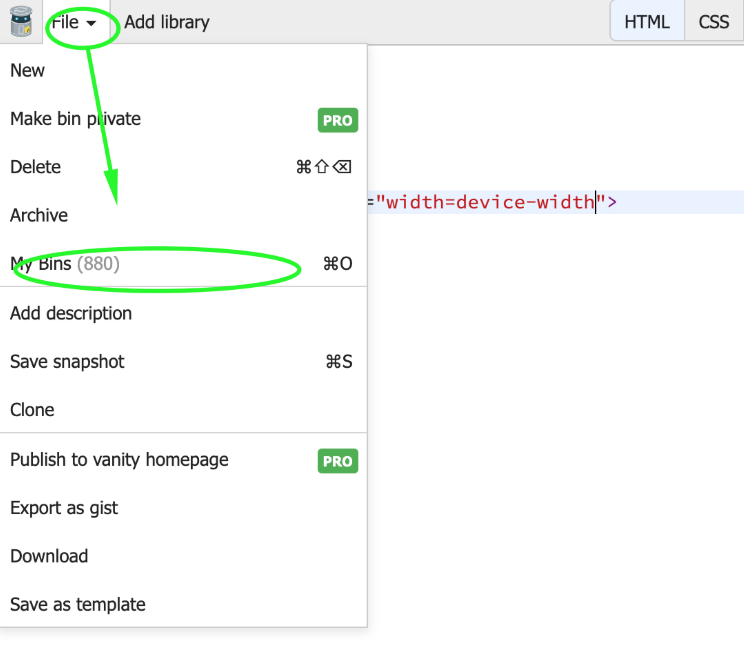 File Add library HTML CSS
New
Make bin private PRO
Delete ⌘⇧⌫
="width=device-width">
Archive
My Bins (880) ⌘O
Add description
Save snapshot ⌘S
Clone
Publish to vanity homepage PRO
Export as gist
Download
Save as template